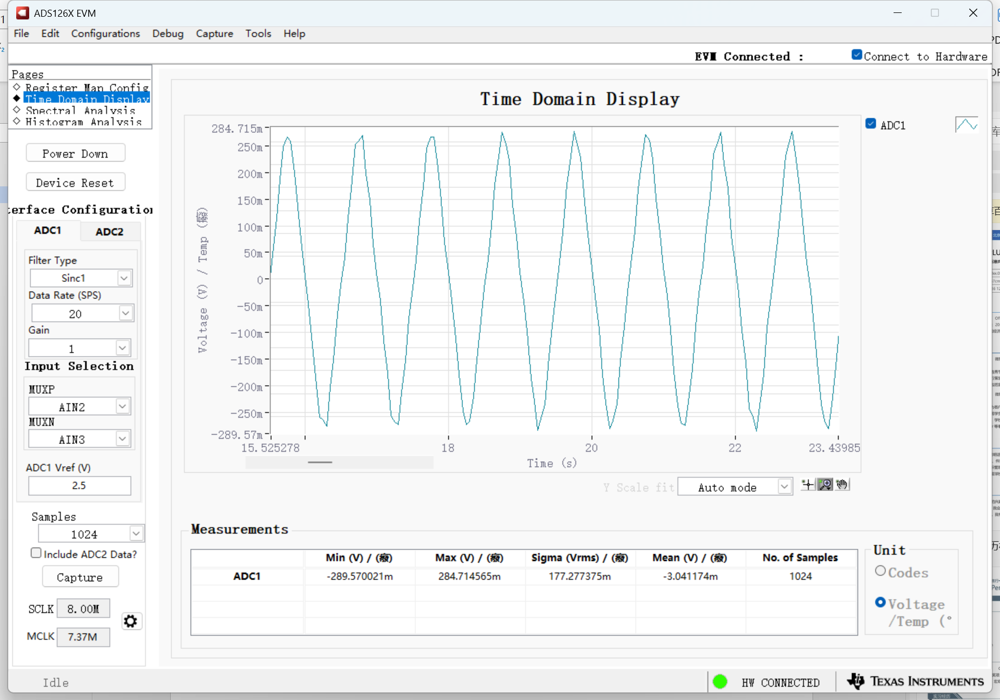 ADS126X EVM
File Edit Configurations Debug Capture Tools Help
EVM Connected :
Connect to Hardware
Pages
Register Map Config
Time Domain Display
Spectral Analysis
Histogram Analysis
Power Down
Device Reset
terface Configuration
ADC1 ADC2
Filter Type
Sinc1
Data Rate (SPS)
20
Gain
1
Input Selection
MUXP
AIN2
MUXN
AIN3
ADC1 Vref (V)
2.5
Samples
1024
Include ADC2 Data?
Capture
SCLK 8.00M
MCLK 7.37M
Time Domain Display
ADC1
284.715m
250m
200m
150m
100m
50m
0
-50m
-100m
-150m
-200m
-250m
-289.57m
Voltage (V) / Temp (癈)
15.525278 18 20 22 23.43985
Time (s)
Y Scale fit Auto mode
Measurements
Min (V) / (癈) Max (V) / (癈) Sigma (Vrms) / (癈) Mean (V) / (癈) No. of Samples
ADC1 -289.570021m 284.714565m 177.277375m -3.041174m 1024
Unit
Codes
Voltage
/Temp (°
Idle
HW CONNECTED
TEXAS INSTRUMENTS